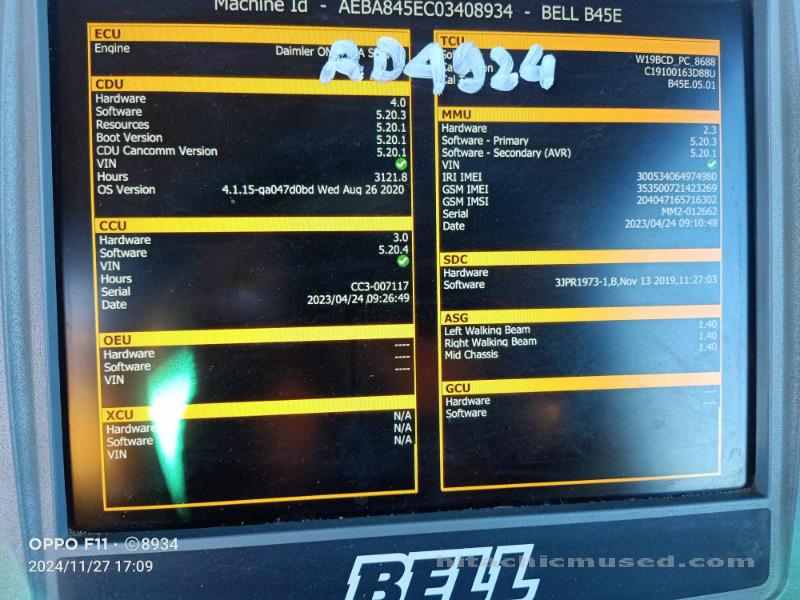 Machine Id - AEBA845EC03408934 - BELL B45E
ECU
Engine Daimler
CDU
Hardware 4.0
Software 5.20.3
Resources 5.20.1
Boot Version 5.20.1
CDU Cancomm Version 5.20.1
VIN
Hours 3121.8
OS Version 4.1.15-ga047d0bd Wed Aug 26 2020
CCU
Hardware 3.0
Software 5.20.4
VIN
Hours
Serial CC3-007117
Date 2023/04/24 09:26:49
OEU
Hardware ----
Software ----
VIN ----
XCU
Hardware N/A
Software N/A
VIN N/A
TCU
W19BCD_PC_8688
C19100163D88U
Cal B45E.05.01
MMU
Hardware 2.3
Software - Primary 5.20.3
Software - Secondary (AVR) 5.20.1
VIN
IRI IMEI 300534064974980
GSM IMEI 353500721423269
GSM IMSI 204047165716302
Serial MM2-012662
Date 2023/04/24 09:10:48
SDC
Hardware
Software 3JPR1973-1,B,Nov 13 2019,11:27:03
ASG
Left Walking Beam 1.40
Right Walking Beam 1.40
Mid Chassis 1.40
GCU
Hardware ----
Software ----
OPPO F11 · ©8934
2024/11/27 17:09
BELL
hitachicmused.com